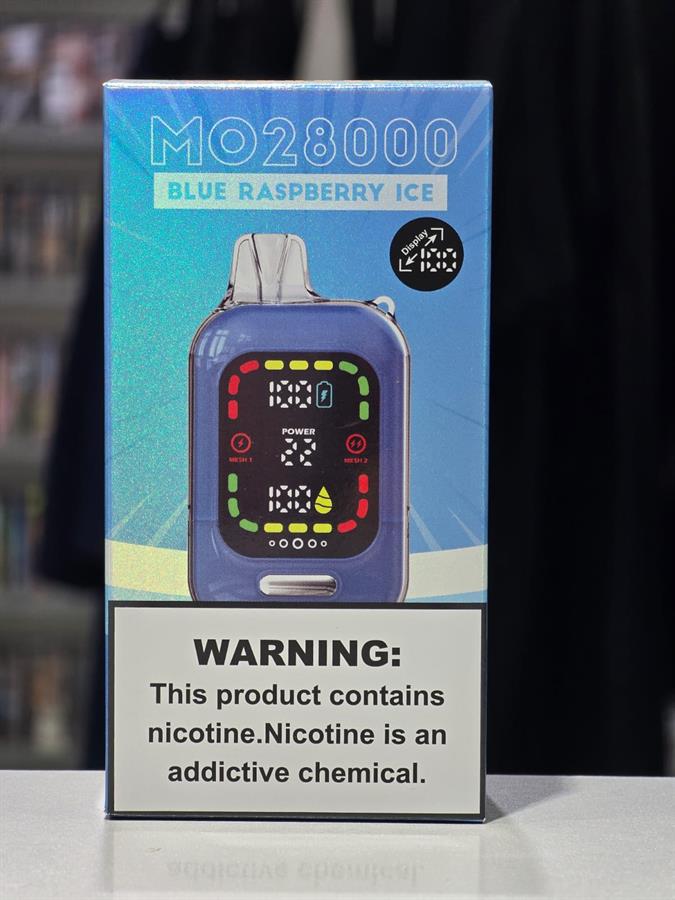 MO28000
BLUE RASPBERRY ICE
Display
100
100
POWER
22
MESH 1
MESH 2
100
WARNING:
This product contains
nicotine.Nicotine is an
addictive chemical.